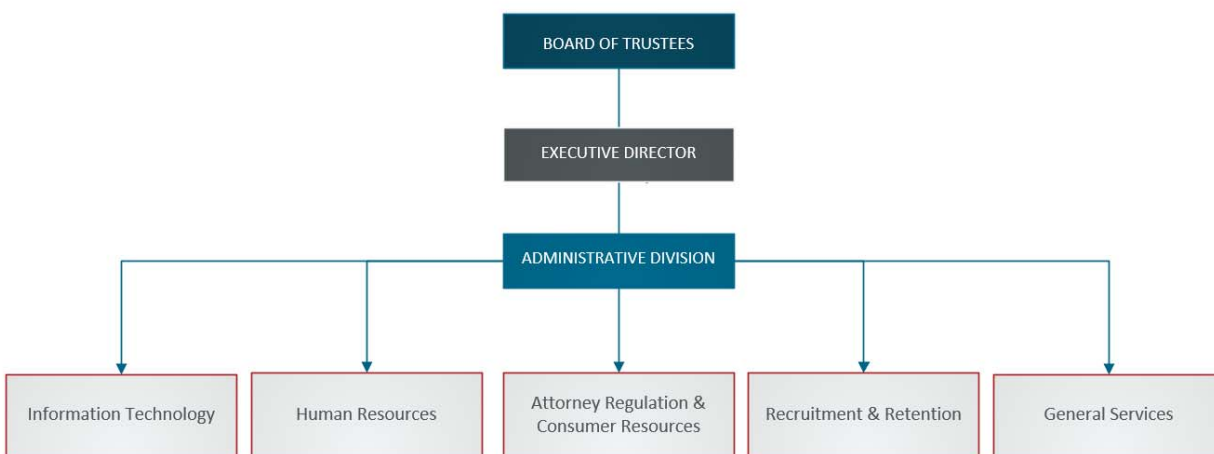 BOARD OF TRUSTEES
EXECUTIVE DIRECTOR
ADMINISTRATIVE DIVISION
Information Technology
Human Resources
Attorney Regulation &
Consumer Resources
Recruitment & Retention
General Services